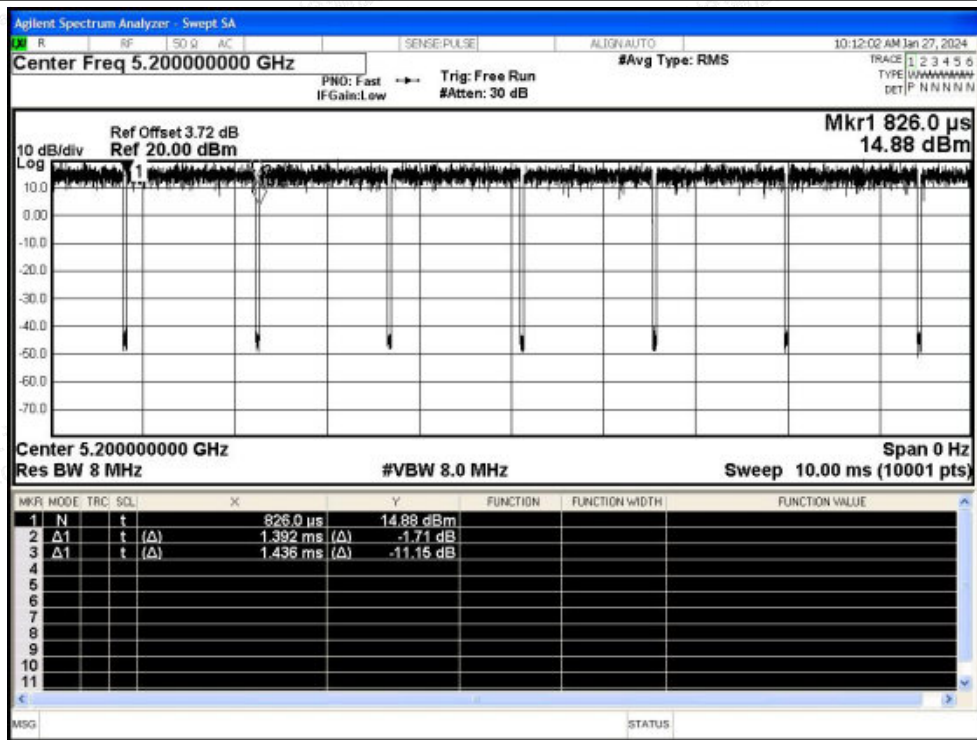 Agilent Spectrum Analyzer - Swept SA
R RF 50 Ω AC SENSE:PULSE ALIGN AUTO 10:12:02 AM Jan 27, 2024
Center Freq 5.200000000 GHz #Avg Type: RMS TRACE 1 2 3 4 5 6
PNO: Fast Trig: Free Run TYPE
IFGain:Low #Atten: 30 dB DET P N N N N N
Mkr1 826.0 µs
Ref Offset 3.72 dB
10 dB/div Ref 20.00 dBm 14.88 dBm
Log
1
10.0
0.00
-10.0
-20.0
-30.0
-40.0
-50.0
-60.0
-70.0
Center 5.200000000 GHz Span 0 Hz
Res BW 8 MHz #VBW 8.0 MHz Sweep 10.00 ms (10001 pts)
MKR MODE TRC SCL X Y FUNCTION FUNCTION WIDTH FUNCTION VALUE
1 N t 826.0 µs 14.88 dBm
2 Δ1 t (Δ) 1.392 ms (Δ) -1.71 dB
3 Δ1 t (Δ) 1.436 ms (Δ) -11.15 dB
4
5
6
7
8
9
10
11
MSG STATUS